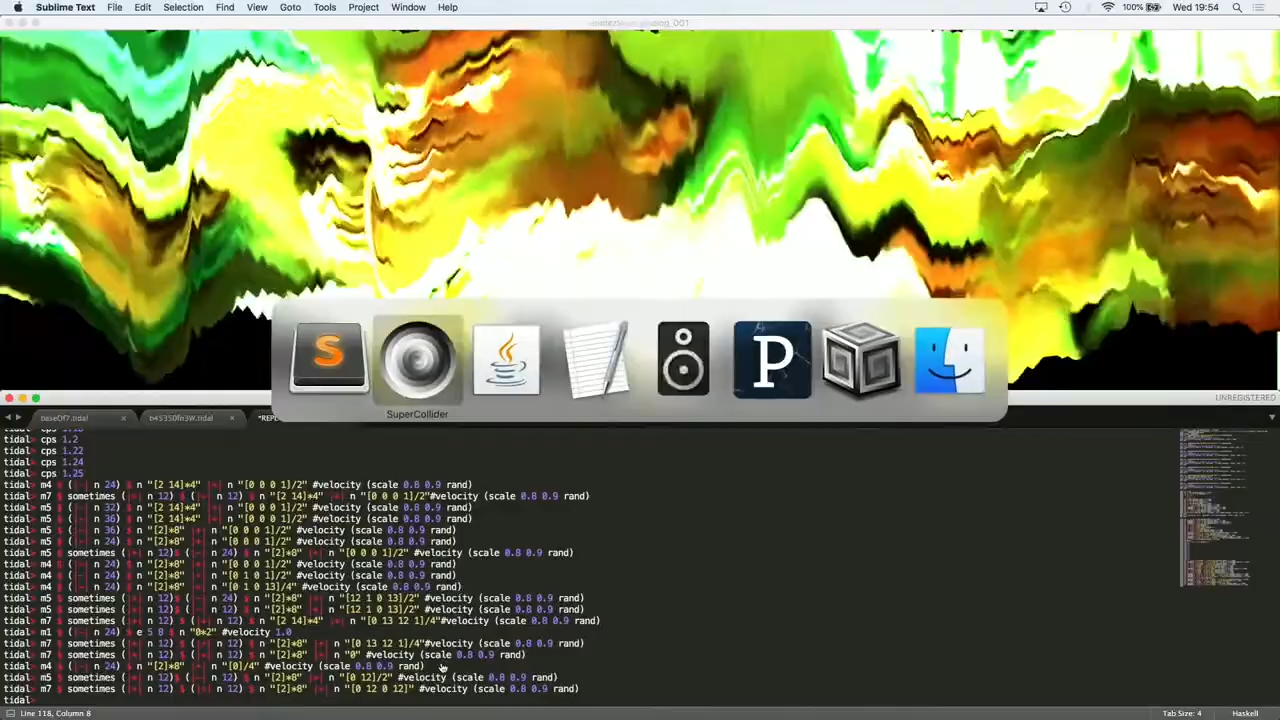 Sublime Text File Edit Selection Find View Goto Tools Project Window Help 100% Wed 19:54
S
P
SuperCollider
UNREGISTERED
base0f7.tidal b45350fn3W.tidal *REPL
tidal> cps 1.2
tidal> cps 1.22
tidal> cps 1.24
tidal> cps 1.25
tidal> m4 $ (|-| n 24) $ n "[2 14]*4" |+| n "[0 0 0 1]/2" #velocity (scale 0.8 0.9 rand)
tidal> m7 $ sometimes (|+| n 12) $ (|+| n 12) $ n "[2 14]*4" |+| n "[0 0 0 1]/2"#velocity (scale 0.8 0.9 rand)
tidal> m5 $ (|-| n 32) $ n "[2 14]*4" |+| n "[0 0 0 1]/2" #velocity (scale 0.8 0.9 rand)
tidal> m5 $ (|-| n 36) $ n "[2 14]*4" |+| n "[0 0 0 1]/2" #velocity (scale 0.8 0.9 rand)
tidal> m5 $ (|-| n 36) $ n "[2]*8" |+| n "[0 0 0 1]/2" #velocity (scale 0.8 0.9 rand)
tidal> m5 $ (|-| n 24) $ n "[2]*8" |+| n "[0 0 0 1]/2" #velocity (scale 0.8 0.9 rand)
tidal> m5 $ sometimes (|+| n 12)$ (|-| n 24) $ n "[2]*8" |+| n "[0 0 0 1]/2" #velocity (scale 0.8 0.9 rand)
tidal> m4 $ (|-| n 24) $ n "[2]*8" |+| n "[0 0 0 1]/2" #velocity (scale 0.8 0.9 rand)
tidal> m4 $ (|-| n 24) $ n "[2]*8" |+| n "[0 1 0 1]/2" #velocity (scale 0.8 0.9 rand)
tidal> m4 $ (|-| n 24) $ n "[2]*8" |+| n "[0 1 0 13]/4" #velocity (scale 0.8 0.9 rand)
tidal> m5 $ sometimes (|+| n 12)$ (|-| n 24) $ n "[2]*8" |+| n "[12 1 0 13]/2" #velocity (scale 0.8 0.9 rand)
tidal> m5 $ sometimes (|+| n 12)$ (|-| n 12) $ n "[2]*8" |+| n "[12 1 0 13]/2" #velocity (scale 0.8 0.9 rand)
tidal> m7 $ sometimes (|+| n 12) $ (|+| n 12) $ n "[2 14]*4" |+| n "[0 13 12 1]/4"#velocity (scale 0.8 0.9 rand)
tidal> m1 $ (|-| n 24) $ e 5 8 $ n "0*2" #velocity 1.0
tidal> m7 $ sometimes (|+| n 12) $ (|+| n 12) $ n "[2]*8" |+| n "[0 13 12 1]/4"#velocity (scale 0.8 0.9 rand)
tidal> m7 $ sometimes (|+| n 12) $ (|+| n 12) $ n "[2]*8" |+| n "0" #velocity (scale 0.8 0.9 rand)
tidal> m4 $ (|-| n 24) $ n "[2]*8" |+| n "[0]/4" #velocity (scale 0.8 0.9 rand)
tidal> m5 $ sometimes (|+| n 12)$ (|-| n 12) $ n "[2]*8" |+| n "[0 12]/2" #velocity (scale 0.8 0.9 rand)
tidal> m7 $ sometimes (|+| n 12) $ (|+| n 12) $ n "[2]*8" |+| n "[0 12 0 12]" #velocity (scale 0.8 0.9 rand)
tidal>
Line 118, Column 8 Tab Size: 4 Haskell